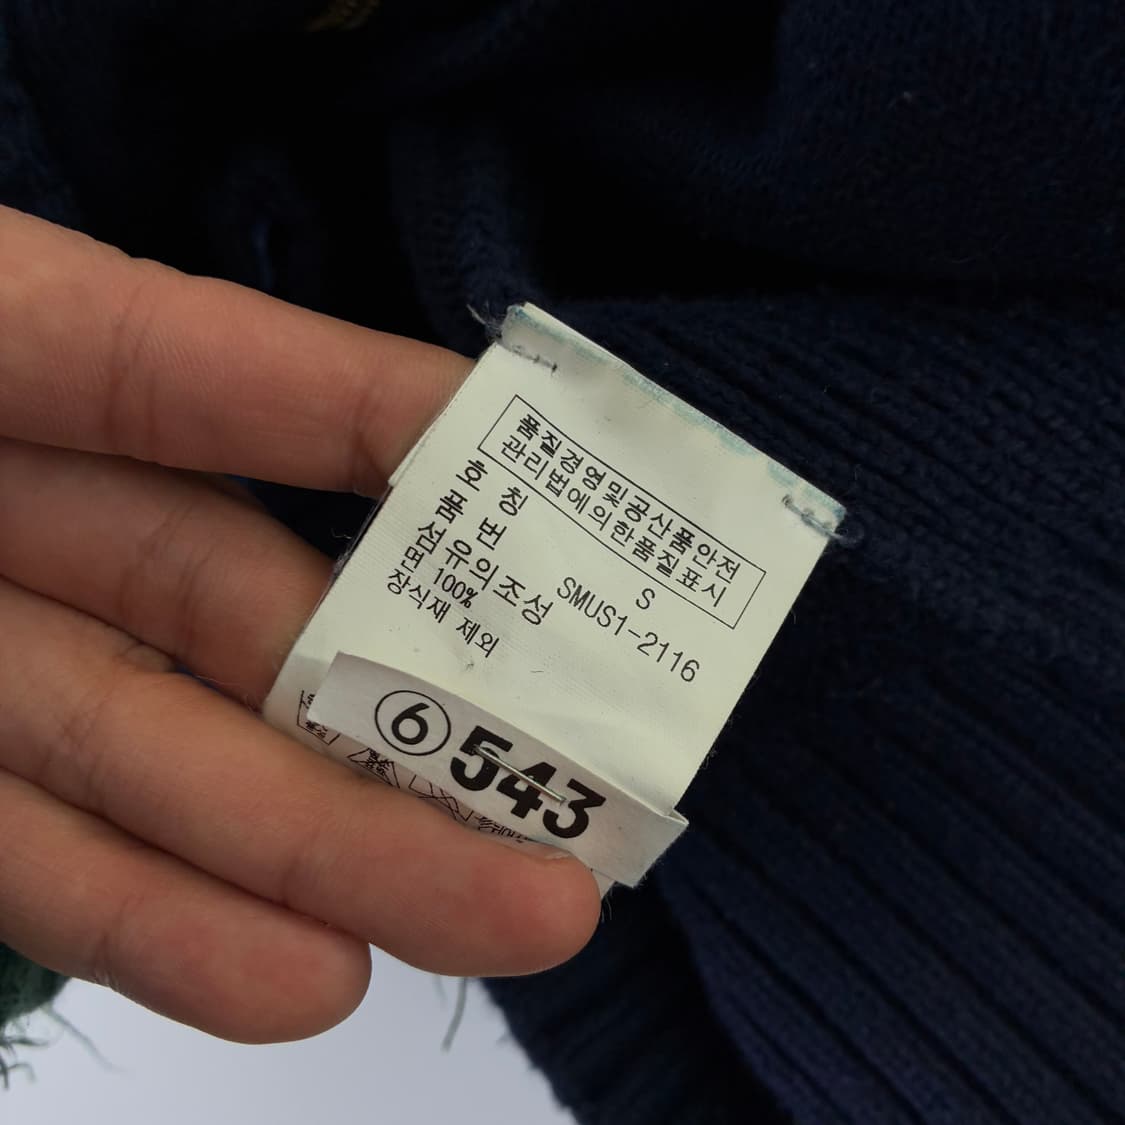 품질경영및공산품안전
관리법에의한품질표시
호 칭 S
품 번 SMUS1-2116
섬유의조성
면 100%
장식재 제외
⑥ 543